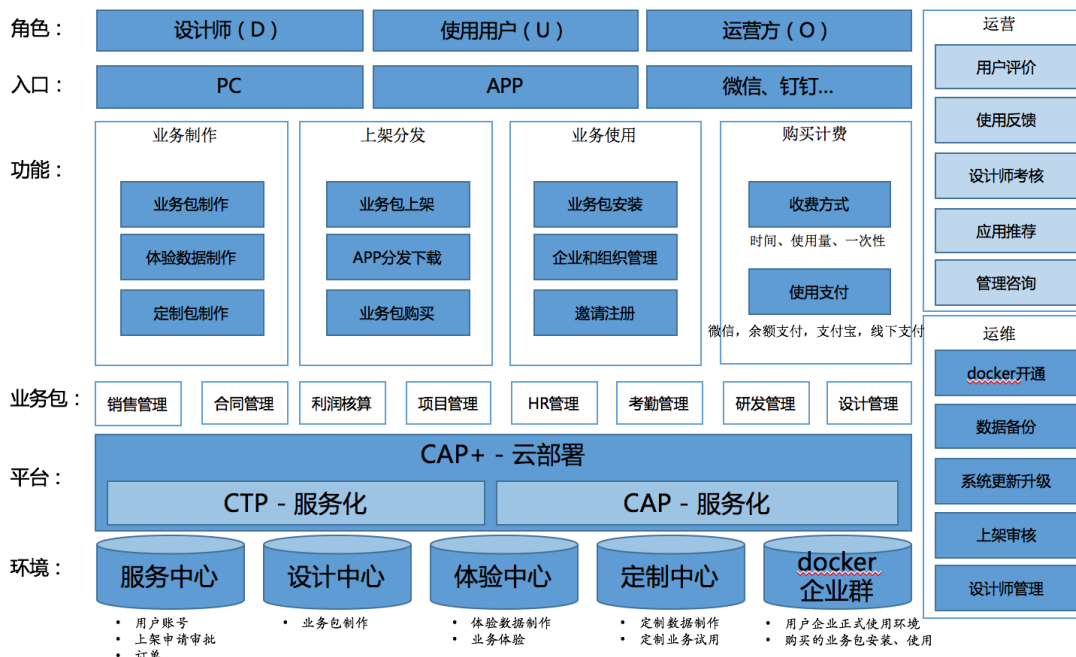 角色：
设计师（D）
使用用户（U）
运营方（O）
入口：
PC
APP
微信、钉钉...
功能：
业务制作
业务包制作
体验数据制作
定制包制作
上架分发
业务包上架
APP分发下载
业务包购买
业务使用
业务包安装
企业和组织管理
邀请注册
购买计费
收费方式
时间、使用量、一次性
使用支付
微信，余额支付，支付宝，线下支付
业务包：
销售管理
合同管理
利润核算
项目管理
HR管理
考勤管理
研发管理
设计管理
平台：
CAP+ - 云部署
CTP - 服务化
CAP - 服务化
环境：
服务中心
• 用户账号
• 上架申请审批
• 订单
设计中心
• 业务包制作
体验中心
• 体验数据制作
• 业务体验
定制中心
• 定制数据制作
• 定制业务试用
docker
企业群
• 用户企业正式使用环境
• 购买的业务包安装、使用
运营
用户评价
使用反馈
设计师考核
应用推荐
管理咨询
运维
docker开通
数据备份
系统更新升级
上架审核
设计师管理